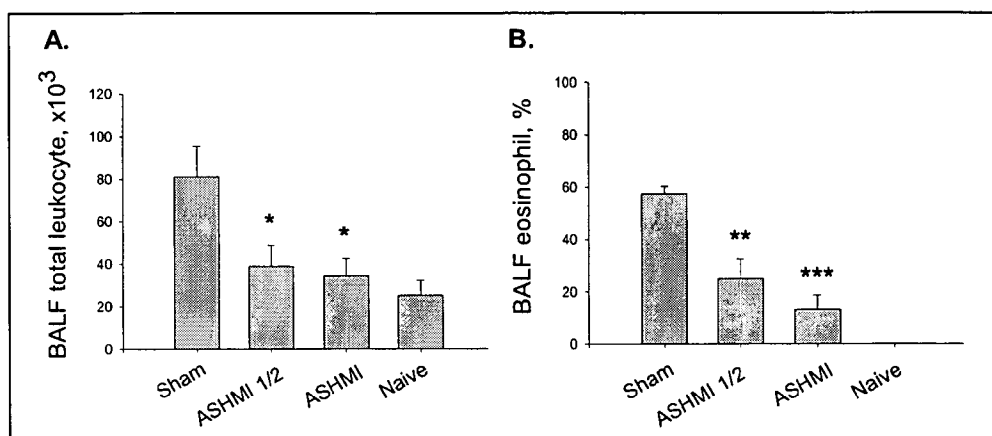 A.
BALF total leukocyte, x10³
120
100
80
60
40
20
0
*
*
Sham
ASHMI 1/2
ASHMI
Naive
B.
BALF eosinophil, %
100
80
60
40
20
0
**
***
Sham
ASHMI 1/2
ASHMI
Naive